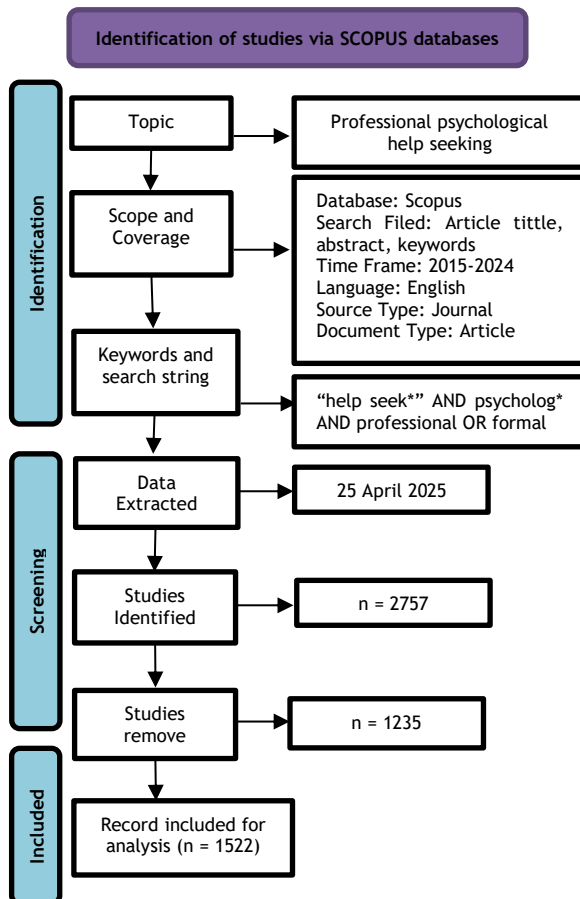 Identification of studies via SCOPUS databases
Identification
Topic
Professional psychological
help seeking
Scope and
Coverage
Database: Scopus
Search Filed: Article tittle,
abstract, keywords
Time Frame: 2015-2024
Language: English
Source Type: Journal
Document Type: Article
Keywords and
search string
“help seek*” AND psycholog*
AND professional OR formal
Screening
Data
Extracted
25 April 2025
Studies
Identified
n = 2757
Studies
remove
n = 1235
Included
Record included for
analysis (n = 1522)